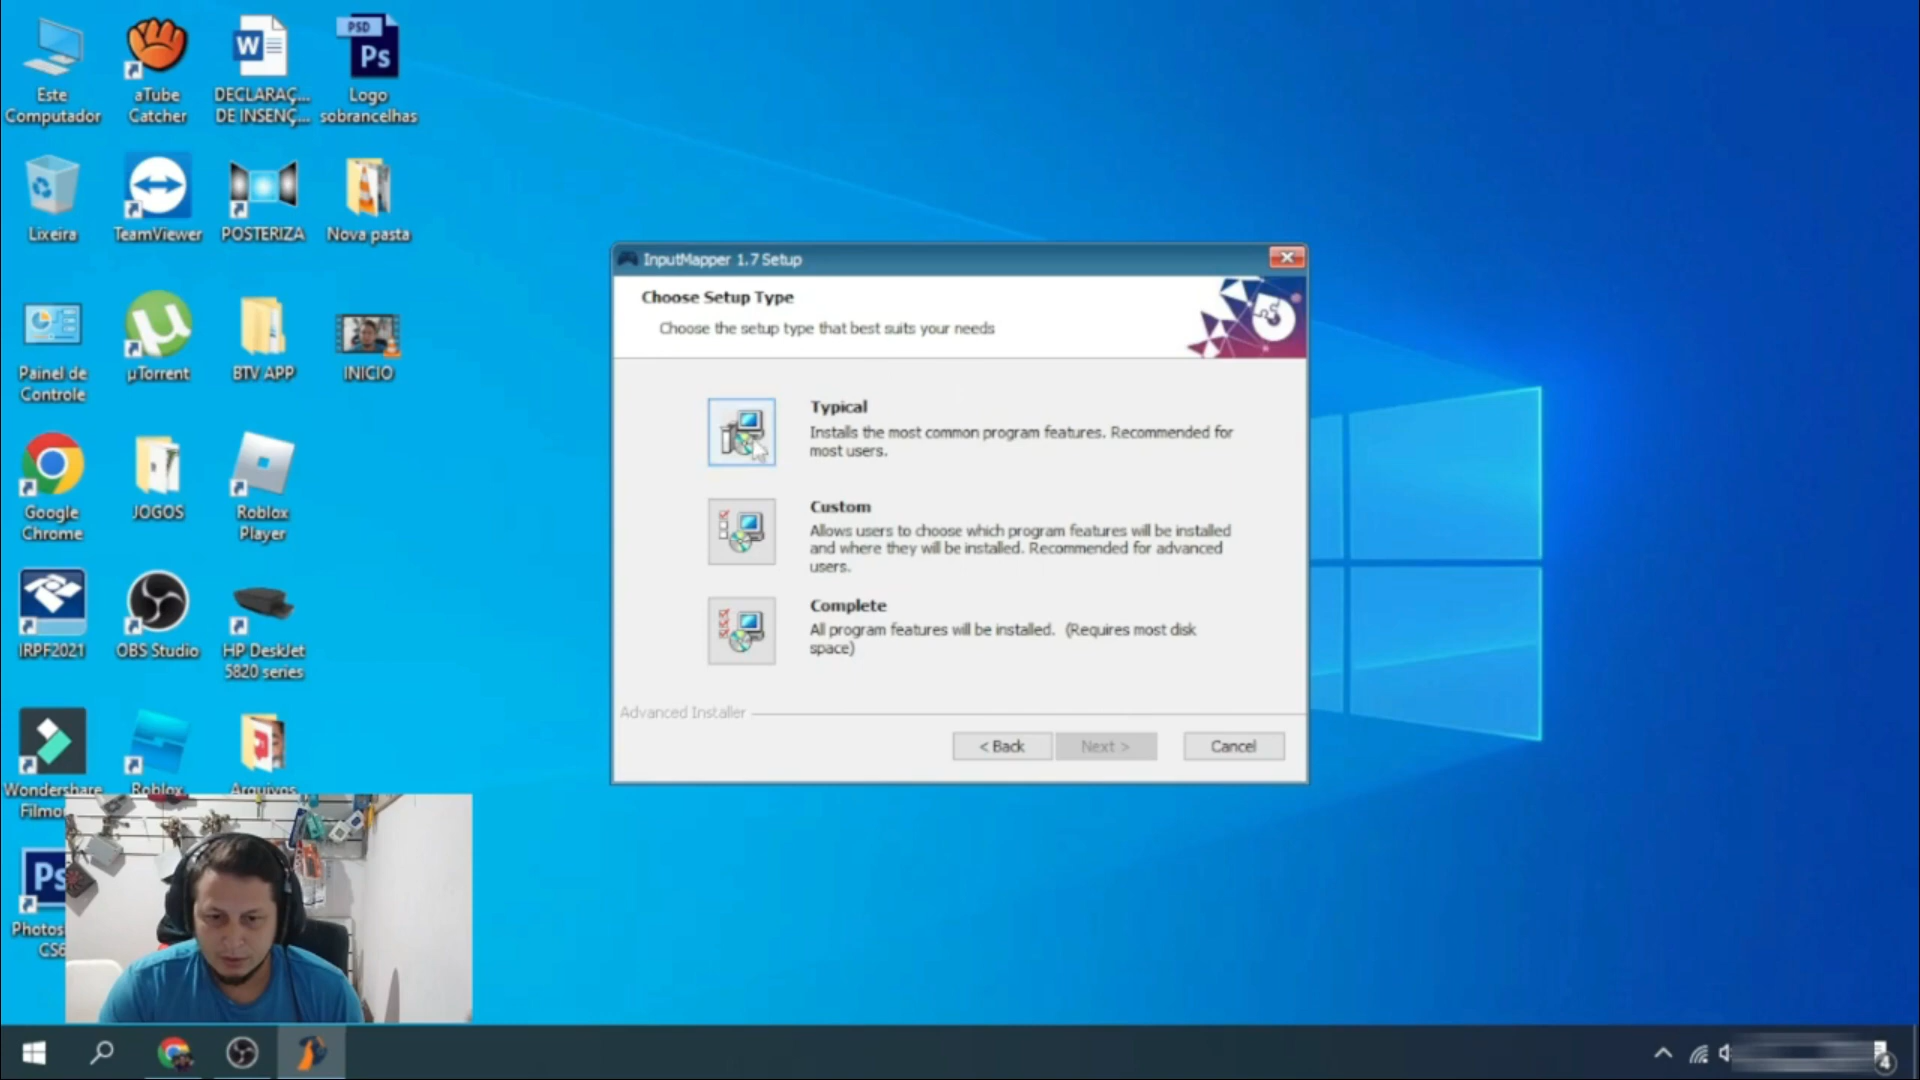 Este
Computador
aTube
Catcher
W
DECLARAÇ...
DE INSENÇ...
PSD
Ps
Logo
sobrancelhas
Lixeira
TeamViewer
POSTERIZA
Nova pasta
Painel de
Controle
µTorrent
BTV APP
INICIO
Google
Chrome
JOGOS
Roblox
Player
IRPF2021
OBS Studio
HP DeskJet
5820 series
Wondershare
Filmo
Roblox
Arquivos
Ps
Photos
CS6
InputMapper 1.7 Setup
Choose Setup Type
Choose the setup type that best suits your needs
Typical
Installs the most common program features. Recommended for
most users.
Custom
Allows users to choose which program features will be installed
and where they will be installed. Recommended for advanced
users.
Complete
All program features will be installed. (Requires most disk
space)
Advanced Installer
< Back
Next >
Cancel
4